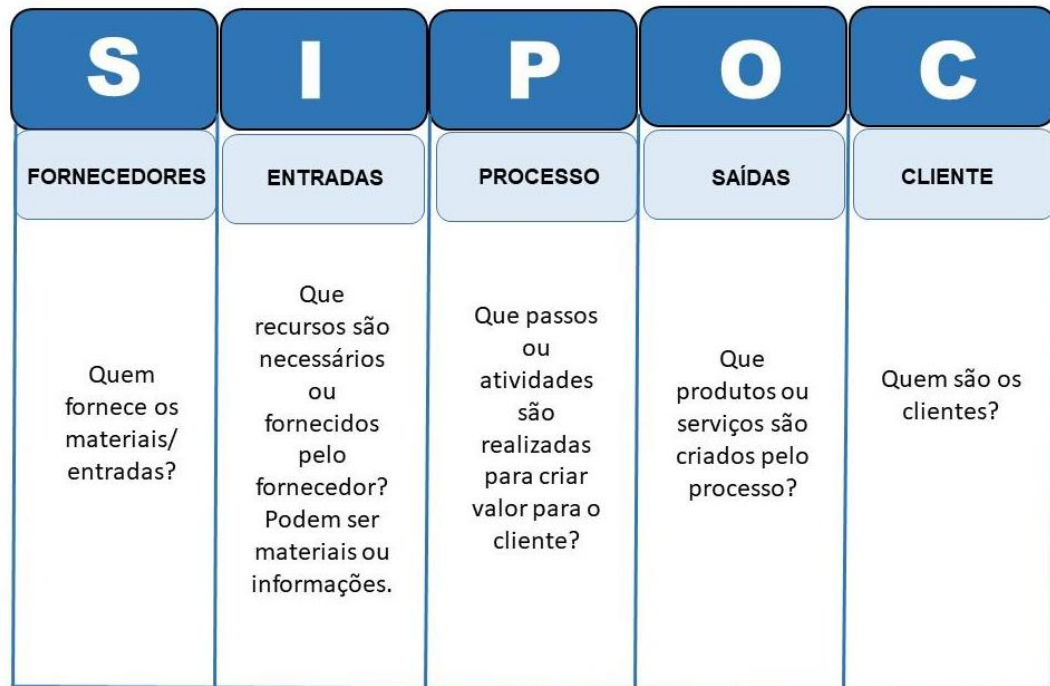 S I P O C
FORNECEDORES ENTRADAS PROCESSO SAÍDAS CLIENTE
Quem
fornece os
materiais/
entradas?
Que
recursos são
necessários
ou
fornecidos
pelo
fornecedor?
Podem ser
materiais ou
informações.
Que passos
ou
atividades
são
realizadas
para criar
valor para o
cliente?
Que
produtos ou
serviços são
criados pelo
processo?
Quem são os
clientes?